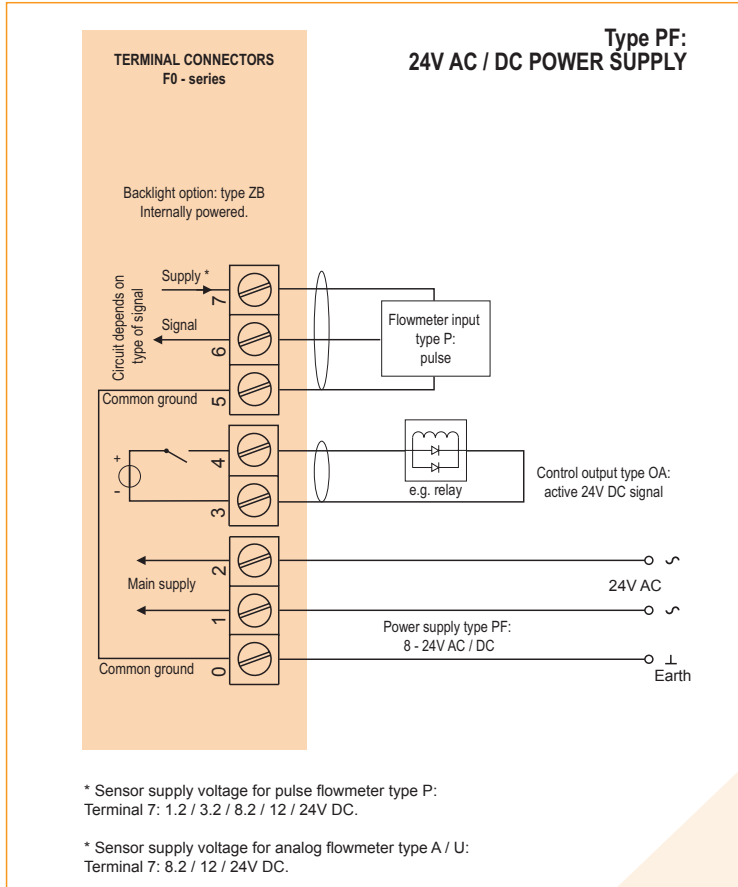 Type PF:
24V AC / DC POWER SUPPLY
TERMINAL CONNECTORS
F0 - series
Backlight option: type ZB
Internally powered.
Circuit depends on
type of signal
Supply *
7
Signal
6
Flowmeter input
type P:
pulse
Common ground
5
+
-
4
3
e.g. relay
Control output type OA:
active 24V DC signal
2
Main supply
1
24V AC
Power supply type PF:
8 - 24V AC / DC
Common ground
0
Earth
* Sensor supply voltage for pulse flowmeter type P:
Terminal 7: 1.2 / 3.2 / 8.2 / 12 / 24V DC.
* Sensor supply voltage for analog flowmeter type A / U:
Terminal 7: 8.2 / 12 / 24V DC.